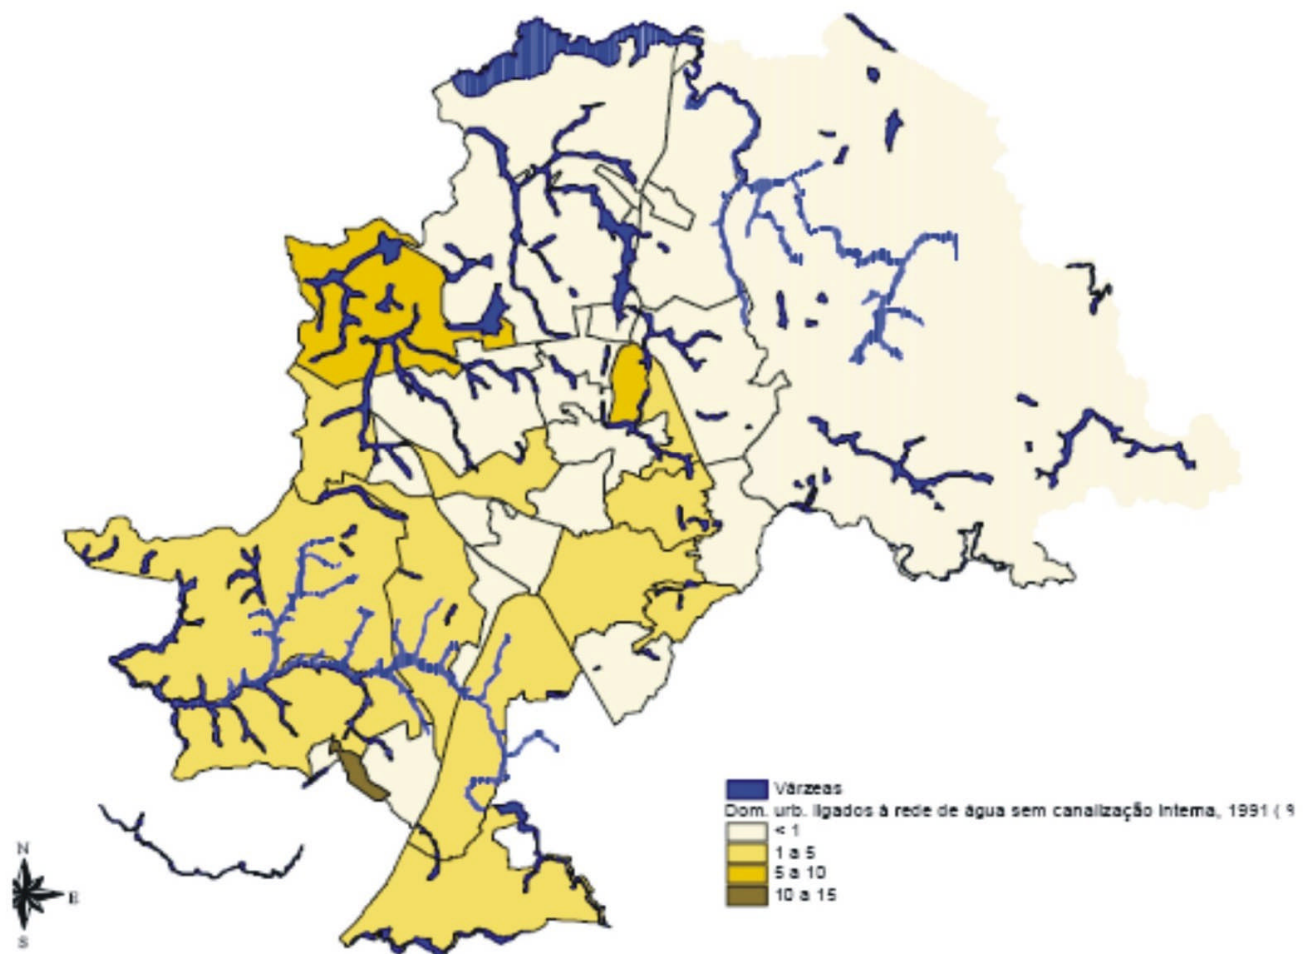 Várzeas
Dom. urb. ligados à rede de água sem canalização interna, 1991 (
< 1
1 a 5
5 a 10
10 a 15
N
E
S